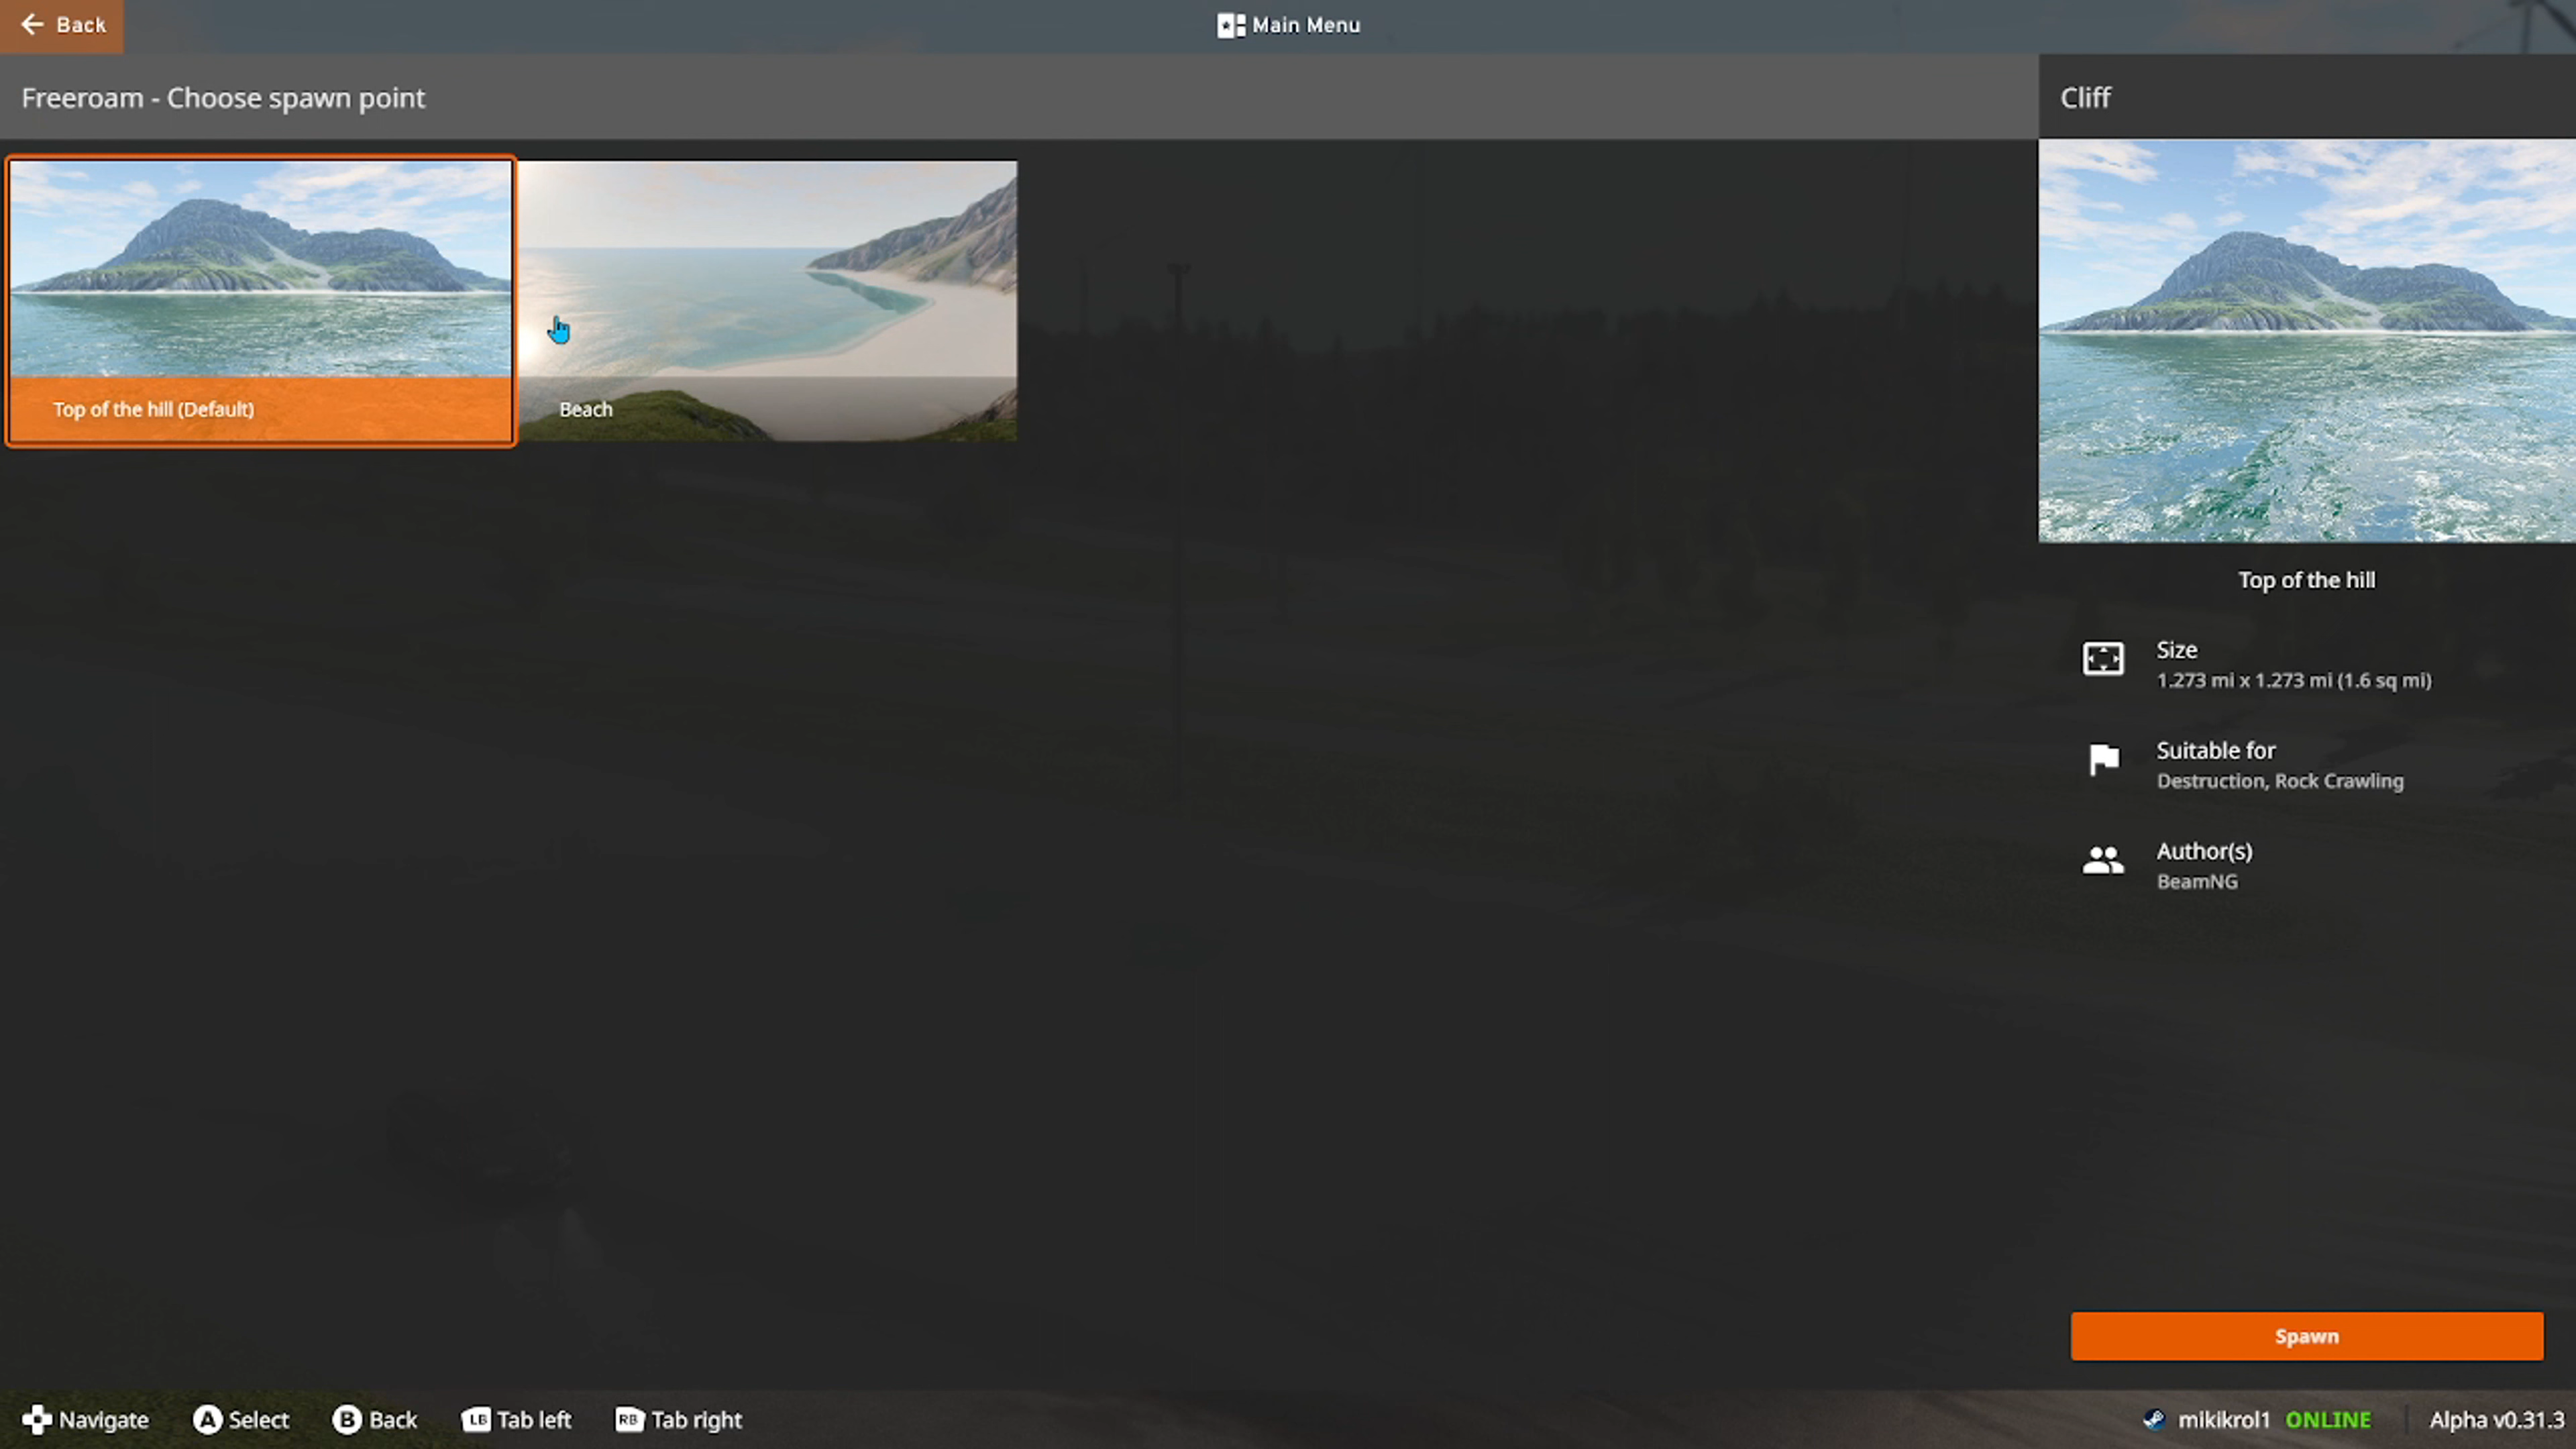 Back
Main Menu
Freeroam - Choose spawn point
Cliff
Top of the hill (Default)
Beach
Top of the hill
Size
1.273 mi x 1.273 mi (1.6 sq mi)
Suitable for
Destruction, Rock Crawling
Author(s)
BeamNG
Spawn
Navigate
A Select
B Back
LB Tab left
RB Tab right
mikikrol1 ONLINE
Alpha v0.31.3